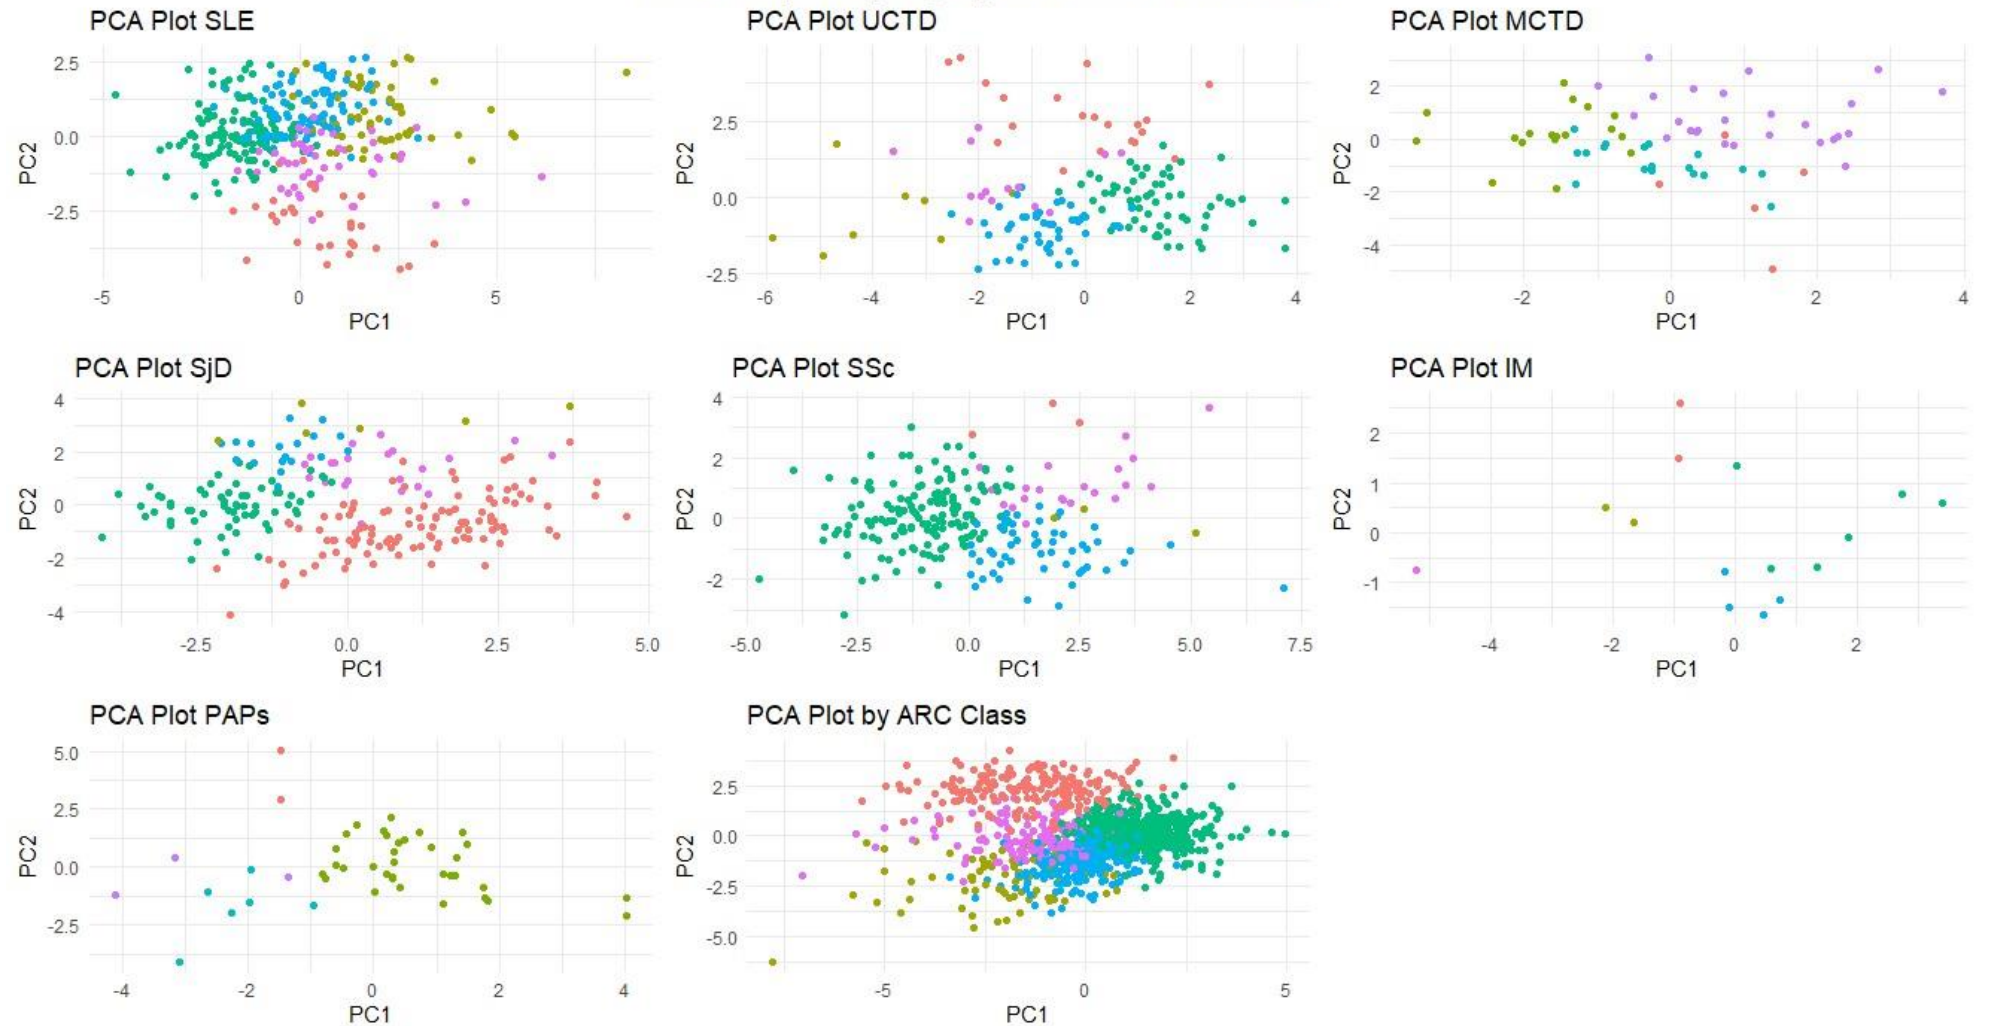 PCA Plot SLE
PC2
2.5
0.0
-2.5
-5
0
5
PC1
PCA Plot UCTD
PC2
2.5
0.0
-2.5
-6
-4
-2
0
2
4
PC1
PCA Plot MCTD
PC2
2
0
-2
-4
-2
0
2
4
PC1
PCA Plot SjD
PC2
4
2
0
-2
-4
-2.5
0.0
2.5
5.0
PC1
PCA Plot SSc
PC2
4
2
0
-2
-5.0
-2.5
0.0
2.5
5.0
7.5
PC1
PCA Plot IM
PC2
2
1
0
-1
-4
-2
0
2
PC1
PCA Plot PAPs
PC2
5.0
2.5
0.0
-2.5
-4
-2
0
2
4
PC1
PCA Plot by ARC Class
PC2
2.5
0.0
-2.5
-5.0
-5
0
5
PC1